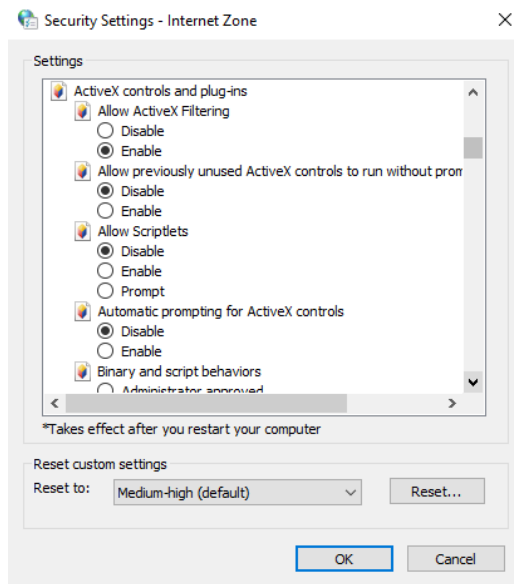 Security Settings - Internet Zone
Settings
ActiveX controls and plug-ins
Allow ActiveX Filtering
Disable
Enable
Allow previously unused ActiveX controls to run without prom
Disable
Enable
Allow Scriptlets
Disable
Enable
Prompt
Automatic prompting for ActiveX controls
Disable
Enable
Binary and script behaviors
Administrator approved
*Takes effect after you restart your computer
Reset custom settings
Reset to:
Medium-high (default)
Reset...
OK
Cancel